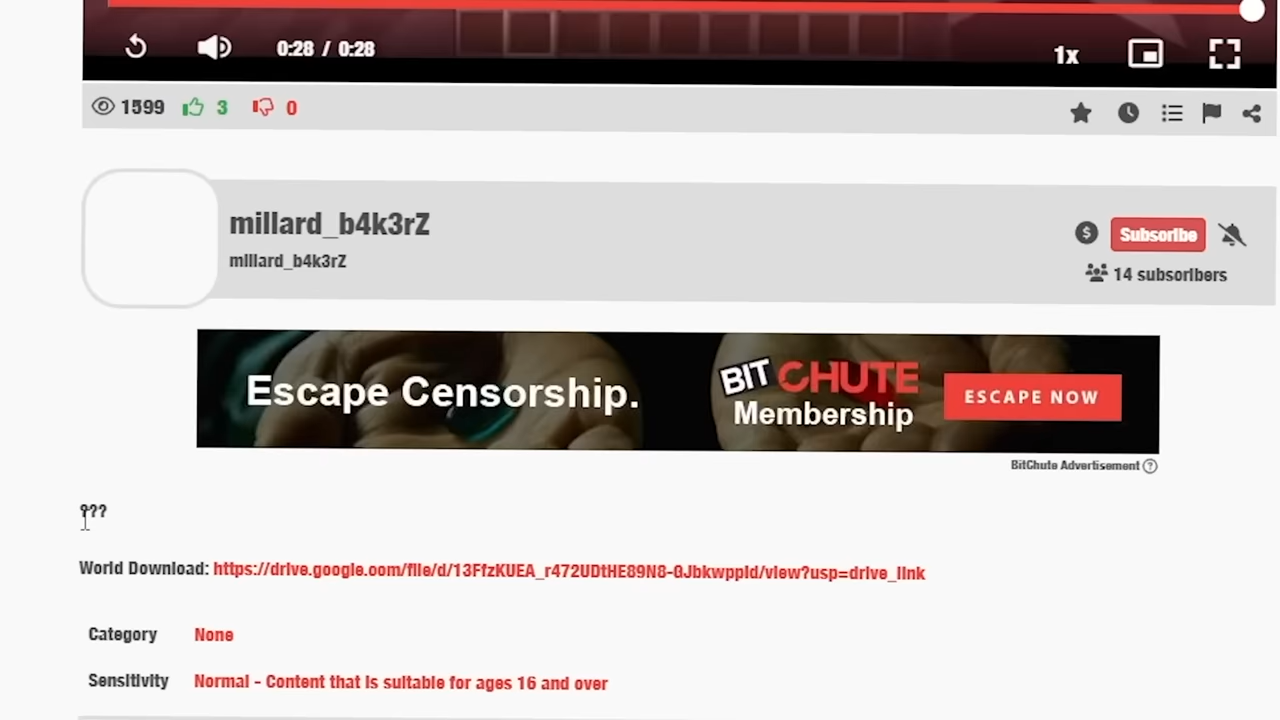 0:28 / 0:28
1x
1599 3 0
millard_b4k3rZ
millard_b4k3rZ
Subscribe
14 subscribers
Escape Censorship.
BIT CHUTE
Membership
ESCAPE NOW
BitChute Advertisement ?
???
World Download: https://drive.google.com/file/d/13FfzKUEA_r472UDtHE89N8-GJbkwppid/view?usp=drive_link
Category None
Sensitivity Normal - Content that is suitable for ages 16 and over